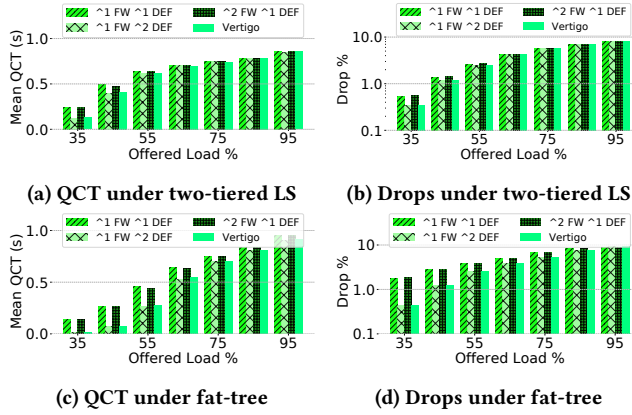 ^1 FW ^1 DEF ^2 FW ^1 DEF
^1 FW ^2 DEF Vertigo
Mean QCT (s)
1.0
0.5
0.0
35 55 75 95
Offered Load %
(a) QCT under two-tiered LS
^1 FW ^1 DEF ^2 FW ^1 DEF
^1 FW ^2 DEF Vertigo
Drop %
10.0
1.0
0.1
35 55 75 95
Offered Load %
(b) Drops under two-tiered LS
^1 FW ^1 DEF ^2 FW ^1 DEF
^1 FW ^2 DEF Vertigo
Mean QCT (s)
1.0
0.5
0.0
35 55 75 95
Offered Load %
(c) QCT under fat-tree
^1 FW ^1 DEF ^2 FW ^1 DEF
^1 FW ^2 DEF Vertigo
Drop %
10.0
1.0
0.1
35 55 75 95
Offered Load %
(d) Drops under fat-tree